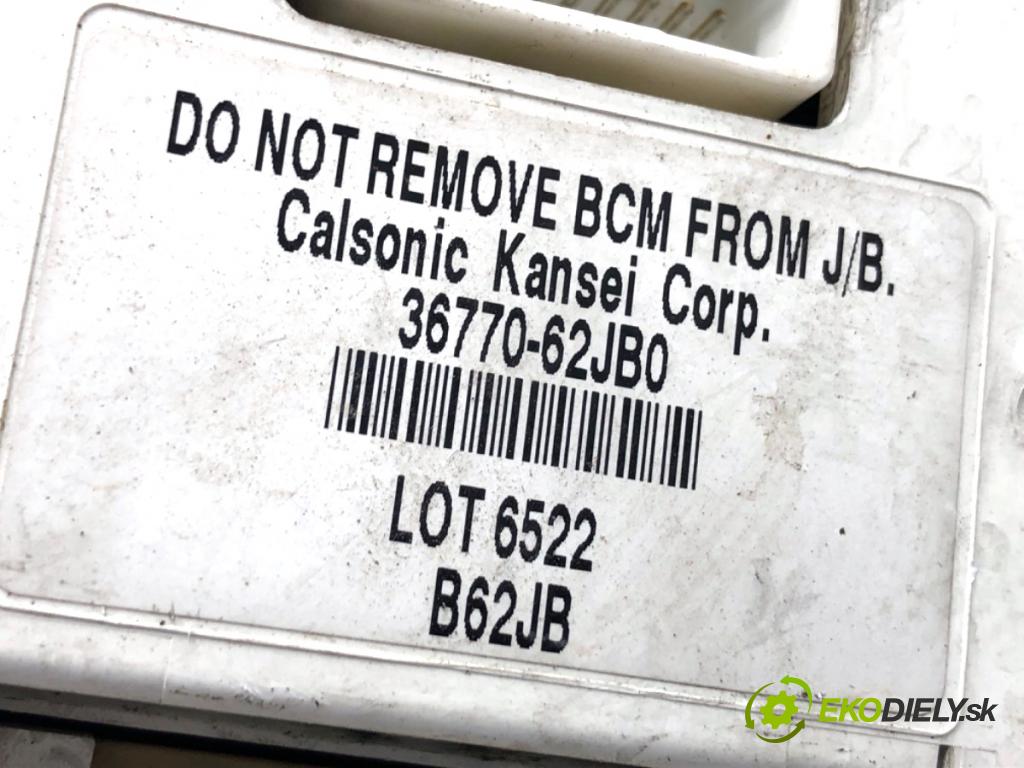 DO NOT REMOVE BCM FROM J/B.
Calsonic Kansei Corp.
36770-62JB0
LOT 6522
B62JB
EKODIELY.sk